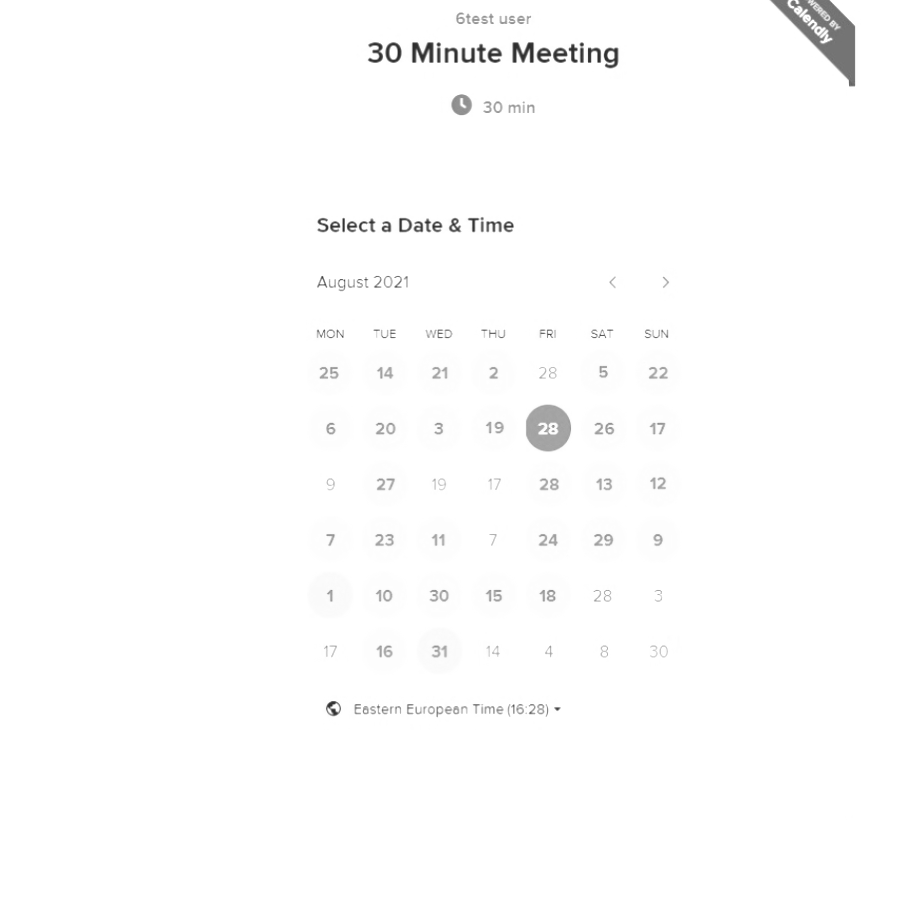 6test user
POWERED BY
Calendly
30 Minute Meeting
30 min
Select a Date & Time
August 2021
MON TUE WED THU FRI SAT SUN
25 14 21 2 28 5 22
6 20 3 19 28 26 17
9 27 19 17 28 13 12
7 23 11 7 24 29 9
1 10 30 15 18 28 3
17 16 31 14 4 8 30
Eastern European Time (16:28)